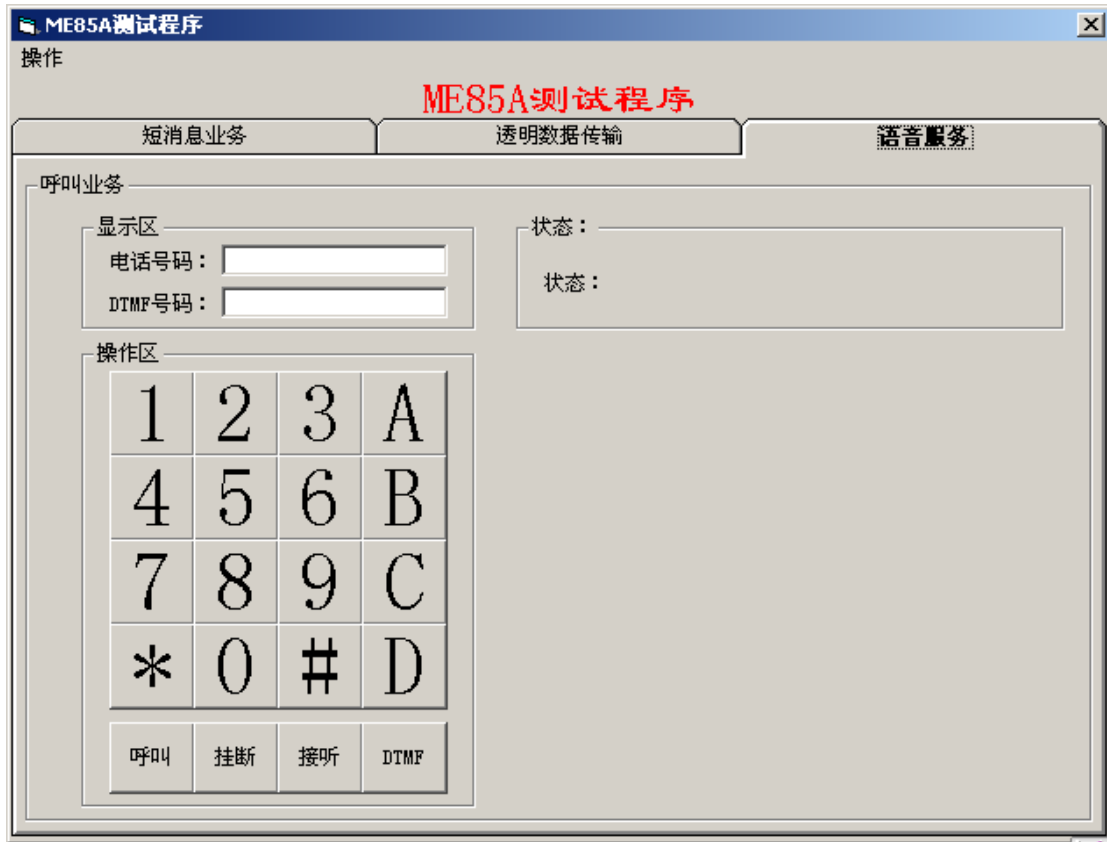 ME85A测试程序
操作
ME85A测试程序
短消息业务 透明数据传输 语音服务
呼叫业务
显示区
电话号码：
DTMF号码：
状态：
状态：
操作区
1 2 3 A
4 5 6 B
7 8 9 C
* 0 # D
呼叫 挂断 接听 DTMF